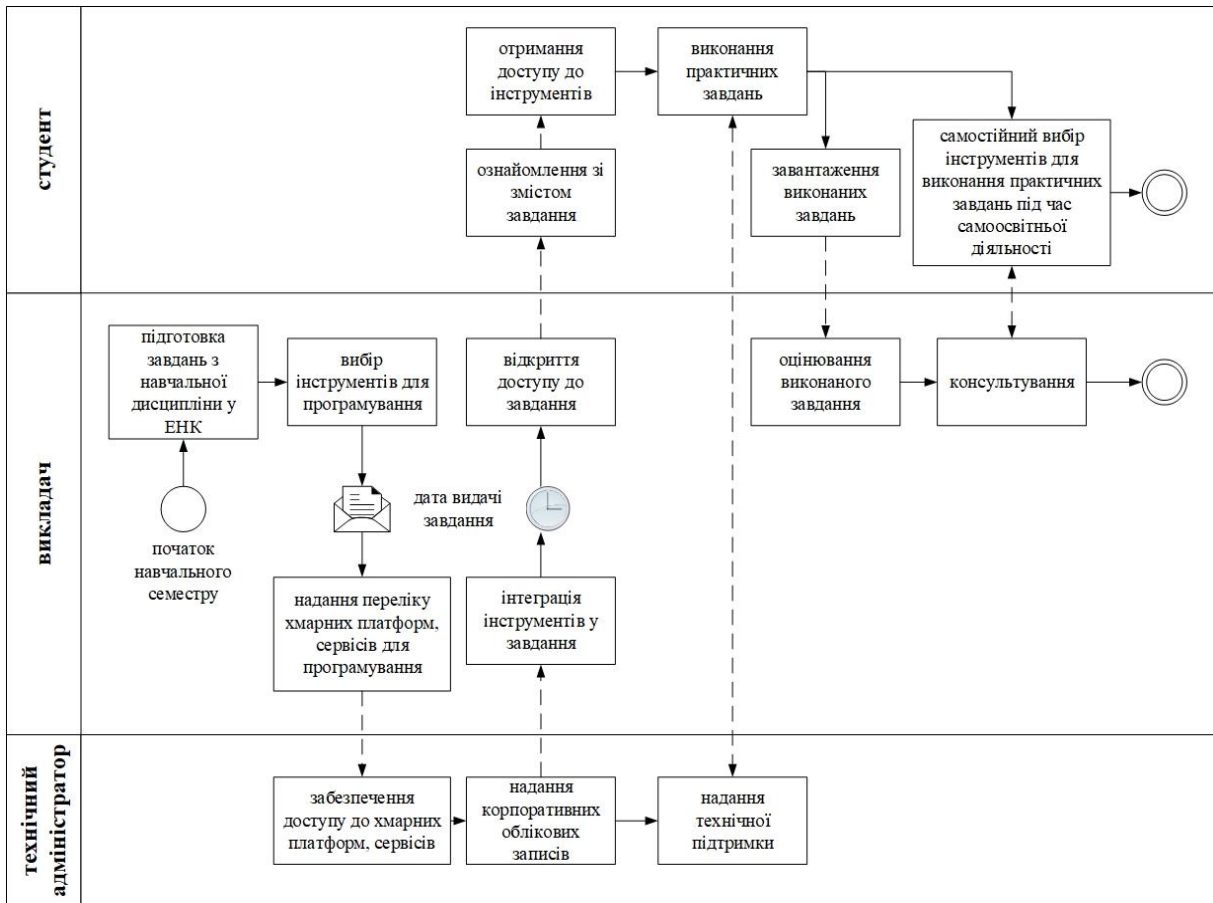 студент
отримання
доступу до
інструментів
виконання
практичних
завдань
ознайомлення зі
змістом
завдання
завантаження
виконаних
завдань
самостійний вибір
інструментів для
виконання практичних
завдань під час
самоосвітньої
діяльності
викладач
підготовка
завдань з
навчальної
дисципліни у
ЕНК
вибір
інструментів для
програмування
відкриття
доступу до
завдання
оцінювання
виконаного
завдання
консультування
дата видачі
завдання
початок
навчального
семестру
надання переліку
хмарних платформ,
сервісів для
програмування
інтеграція
інструментів у
завдання
технічний
адміністратор
забезпечення
доступу до хмарних
платформ, сервісів
надання
корпоративних
облікових
записів
надання
технічної
підтримки